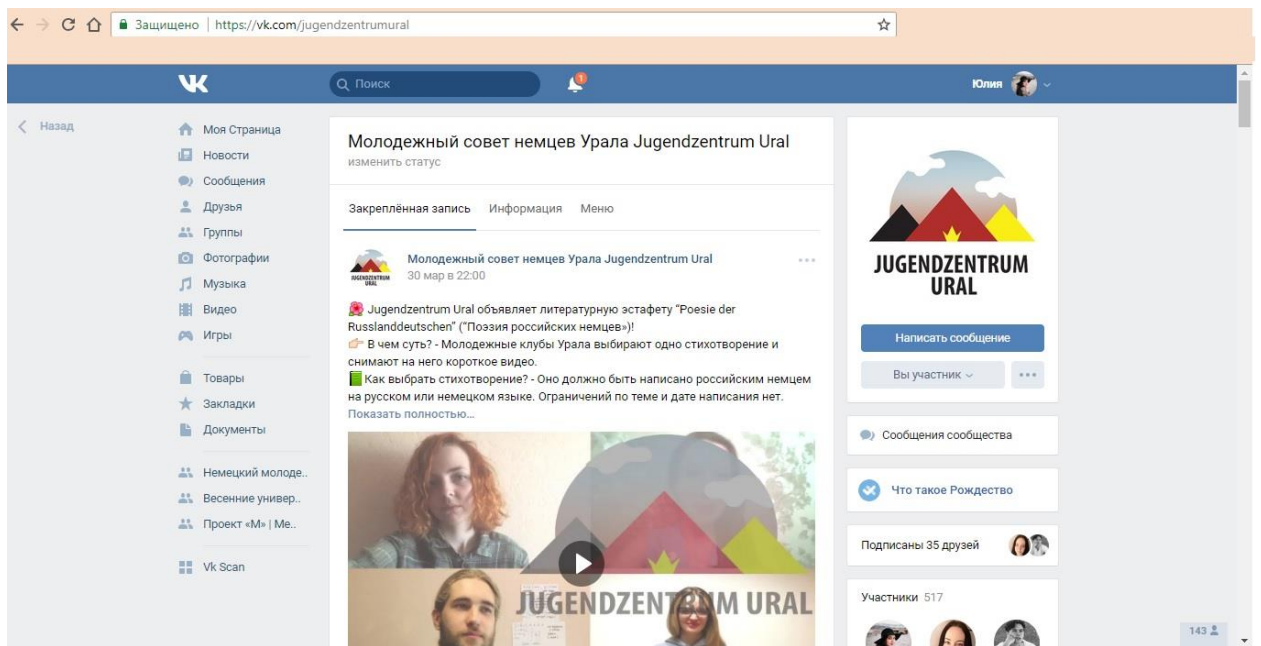 Защищено | https://vk.com/jugendzentrumural
Поиск
1
Юлия
Назад
Моя Страница
Новости
Сообщения
Друзья
Группы
Фотографии
Музыка
Видео
Игры
Товары
Закладки
Документы
Немецкий молоде..
Весенние универ..
Проект «М» | Ме..
Vk Scan
Молодежный совет немцев Урала Jugendzentrum Ural
изменить статус
Закреплённая запись Информация Меню
JUGENDZENTRUM
URAL
Молодежный совет немцев Урала Jugendzentrum Ural
30 мар в 22:00
Jugendzentrum Ural объявляет литературную эстафету “Poesie der
Russlanddeutschen” (“Поэзия российских немцев»)!
В чем суть? - Молодежные клубы Урала выбирают одно стихотворение и
снимают на него короткое видео.
Как выбрать стихотворение? - Оно должно быть написано российским немцем
на русском или немецком языке. Ограничений по теме и дате написания нет.
Показать полностью...
JUGENDZENTRUM URAL
JUGENDZENTRUM
URAL
Написать сообщение
Вы участник
Сообщения сообщества
Что такое Рождество
Подписаны 35 друзей
Участники 517
143